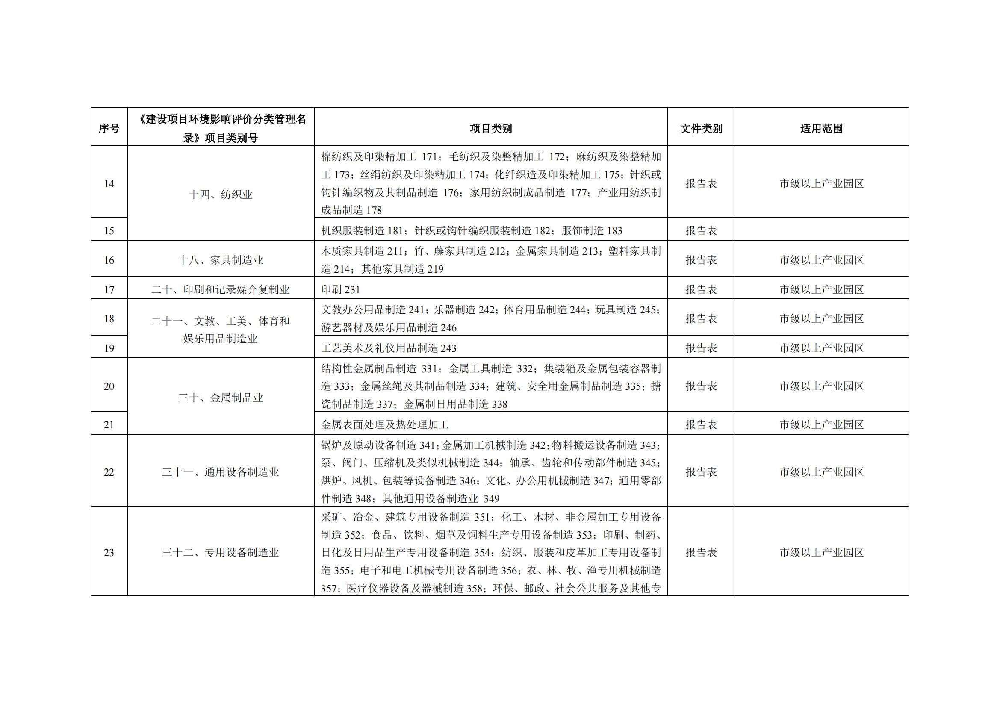 序号
《建设项目环境影响评价分类管理名
录》项目类别号
项目类别
文件类别
适用范围
14
十四、纺织业
棉纺织及印染精加工 171；毛纺织及染整精加工 172；麻纺织及染整精加
工 173；丝绢纺织及印染精加工 174；化纤织造及印染精加工 175；针织或
钩针编织物及其制品制造 176；家用纺织制成品制造 177；产业用纺织制
成品制造 178
报告表
市级以上产业园区
15
机织服装制造 181；针织或钩针编织服装制造 182；服饰制造 183
报告表
16
十八、家具制造业
木质家具制造 211；竹、藤家具制造 212；金属家具制造 213；塑料家具制
造 214；其他家具制造 219
报告表
市级以上产业园区
17
二十、印刷和记录媒介复制业
印刷 231
报告表
市级以上产业园区
18
二十一、文教、工美、体育和
娱乐用品制造业
文教办公用品制造 241；乐器制造 242；体育用品制造 244；玩具制造 245；
游艺器材及娱乐用品制造 246
报告表
市级以上产业园区
19
工艺美术及礼仪用品制造 243
报告表
市级以上产业园区
20
三十、金属制品业
结构性金属制品制造 331；金属工具制造 332；集装箱及金属包装容器制
造 333；金属丝绳及其制品制造 334；建筑、安全用金属制品制造 335；搪
瓷制品制造 337；金属制日用品制造 338
报告表
市级以上产业园区
21
金属表面处理及热处理加工
报告表
市级以上产业园区
22
三十一、通用设备制造业
锅炉及原动设备制造 341；金属加工机械制造 342；物料搬运设备制造 343；
泵、阀门、压缩机及类似机械制造 344；轴承、齿轮和传动部件制造 345；
烘炉、风机、包装等设备制造 346；文化、办公用机械制造 347；通用零部
件制造 348；其他通用设备制造业 349
报告表
市级以上产业园区
23
三十二、专用设备制造业
采矿、冶金、建筑专用设备制造 351；化工、木材、非金属加工专用设备
制造 352；食品、饮料、烟草及饲料生产专用设备制造 353；印刷、制药、
日化及日用品生产专用设备制造 354；纺织、服装和皮革加工专用设备制
造 355；电子和电工机械专用设备制造 356；农、林、牧、渔专用机械制造
357；医疗仪器设备及器械制造 358；环保、邮政、社会公共服务及其他专
报告表
市级以上产业园区